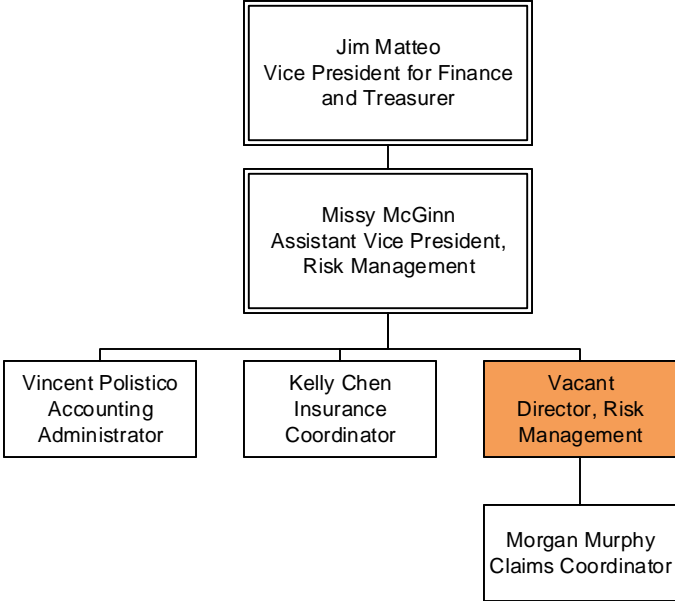 Jim Matteo
Vice President for Finance
and Treasurer
Missy McGinn
Assistant Vice President,
Risk Management
Vincent Polistico
Accounting
Administrator
Kelly Chen
Insurance
Coordinator
Vacant
Director, Risk
Management
Morgan Murphy
Claims Coordinator